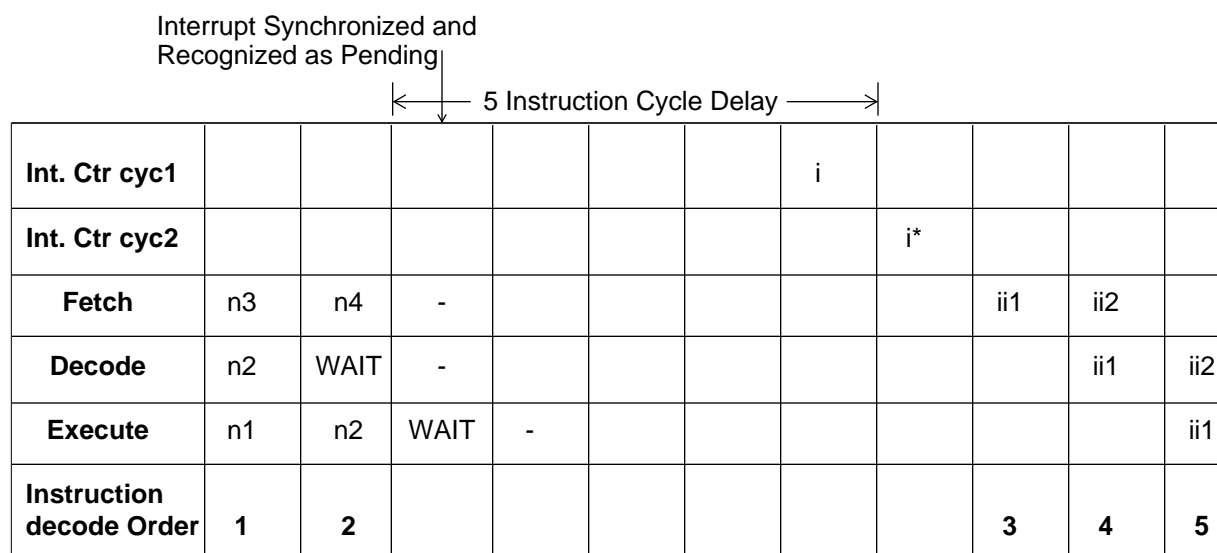 Interrupt Synchronized and
Recognized as Pending
5 Instruction Cycle Delay
Int. Ctr cyc1 i
Int. Ctr cyc2 i*
Fetch n3 n4 - ii1 ii2
Decode n2 WAIT - ii1 ii2
Execute n1 n2 WAIT - ii1
Instruction
decode Order 1 2 3 4 5